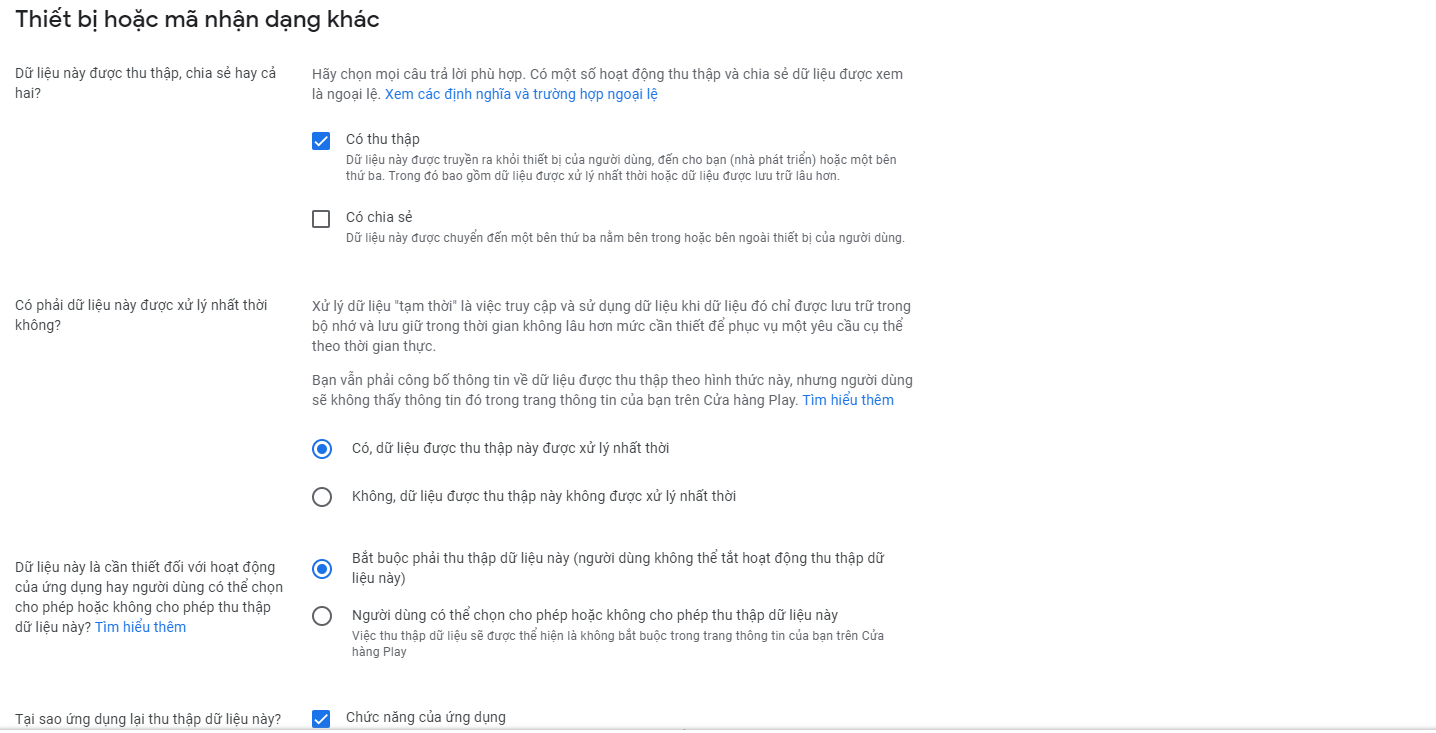 Thiết bị hoặc mã nhận dạng khác
Dữ liệu này được thu thập, chia sẻ hay cả
hai?
Hãy chọn mọi câu trả lời phù hợp. Có một số hoạt động thu thập và chia sẻ dữ liệu được xem
là ngoại lệ. Xem các định nghĩa và trường hợp ngoại lệ
Có thu thập
Dữ liệu này được truyền ra khỏi thiết bị của người dùng, đến cho bạn (nhà phát triển) hoặc một bên
thứ ba. Trong đó bao gồm dữ liệu được xử lý nhất thời hoặc dữ liệu được lưu trữ lâu hơn.
Có chia sẻ
Dữ liệu này được chuyển đến một bên thứ ba nằm bên trong hoặc bên ngoài thiết bị của người dùng.
Có phải dữ liệu này được xử lý nhất thời
không?
Xử lý dữ liệu "tạm thời" là việc truy cập và sử dụng dữ liệu khi dữ liệu đó chỉ được lưu trữ trong
bộ nhớ và lưu giữ trong thời gian không lâu hơn mức cần thiết để phục vụ một yêu cầu cụ thể
theo thời gian thực.
Bạn vẫn phải công bố thông tin về dữ liệu được thu thập theo hình thức này, nhưng người dùng
sẽ không thấy thông tin đó trong trang thông tin của bạn trên Cửa hàng Play. Tìm hiểu thêm
Có, dữ liệu được thu thập này được xử lý nhất thời
Không, dữ liệu được thu thập này không được xử lý nhất thời
Dữ liệu này là cần thiết đối với hoạt động
của ứng dụng hay người dùng có thể chọn
cho phép hoặc không cho phép thu thập
dữ liệu này? Tìm hiểu thêm
Bắt buộc phải thu thập dữ liệu này (người dùng không thể tắt hoạt động thu thập dữ
liệu này)
Người dùng có thể chọn cho phép hoặc không cho phép thu thập dữ liệu này
Việc thu thập dữ liệu sẽ được thể hiện là không bắt buộc trong trang thông tin của bạn trên Cửa
hàng Play
Tại sao ứng dụng lại thu thập dữ liệu này?
Chức năng của ứng dụng